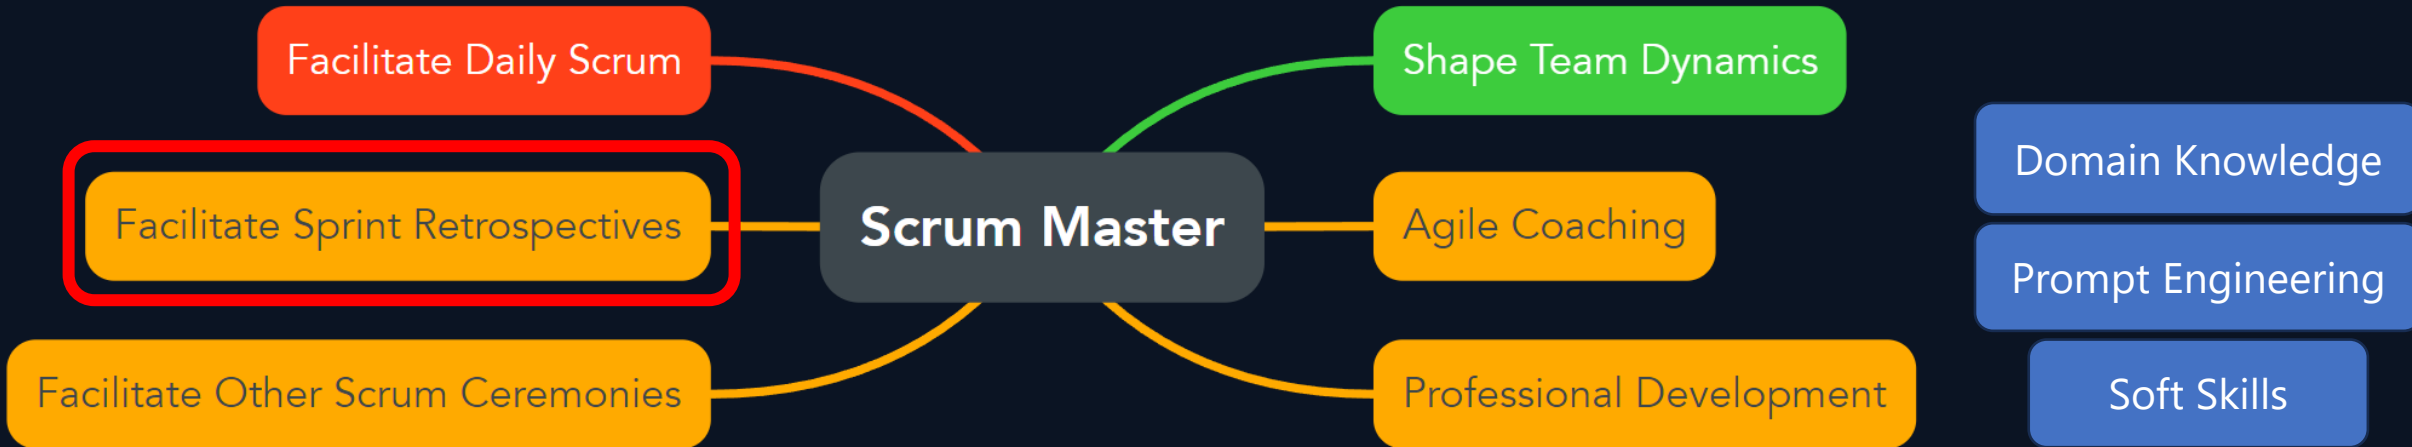 Facilitate Daily Scrum
Facilitate Sprint Retrospectives
Facilitate Other Scrum Ceremonies
Scrum Master
Shape Team Dynamics
Agile Coaching
Professional Development
Domain Knowledge
Prompt Engineering
Soft Skills